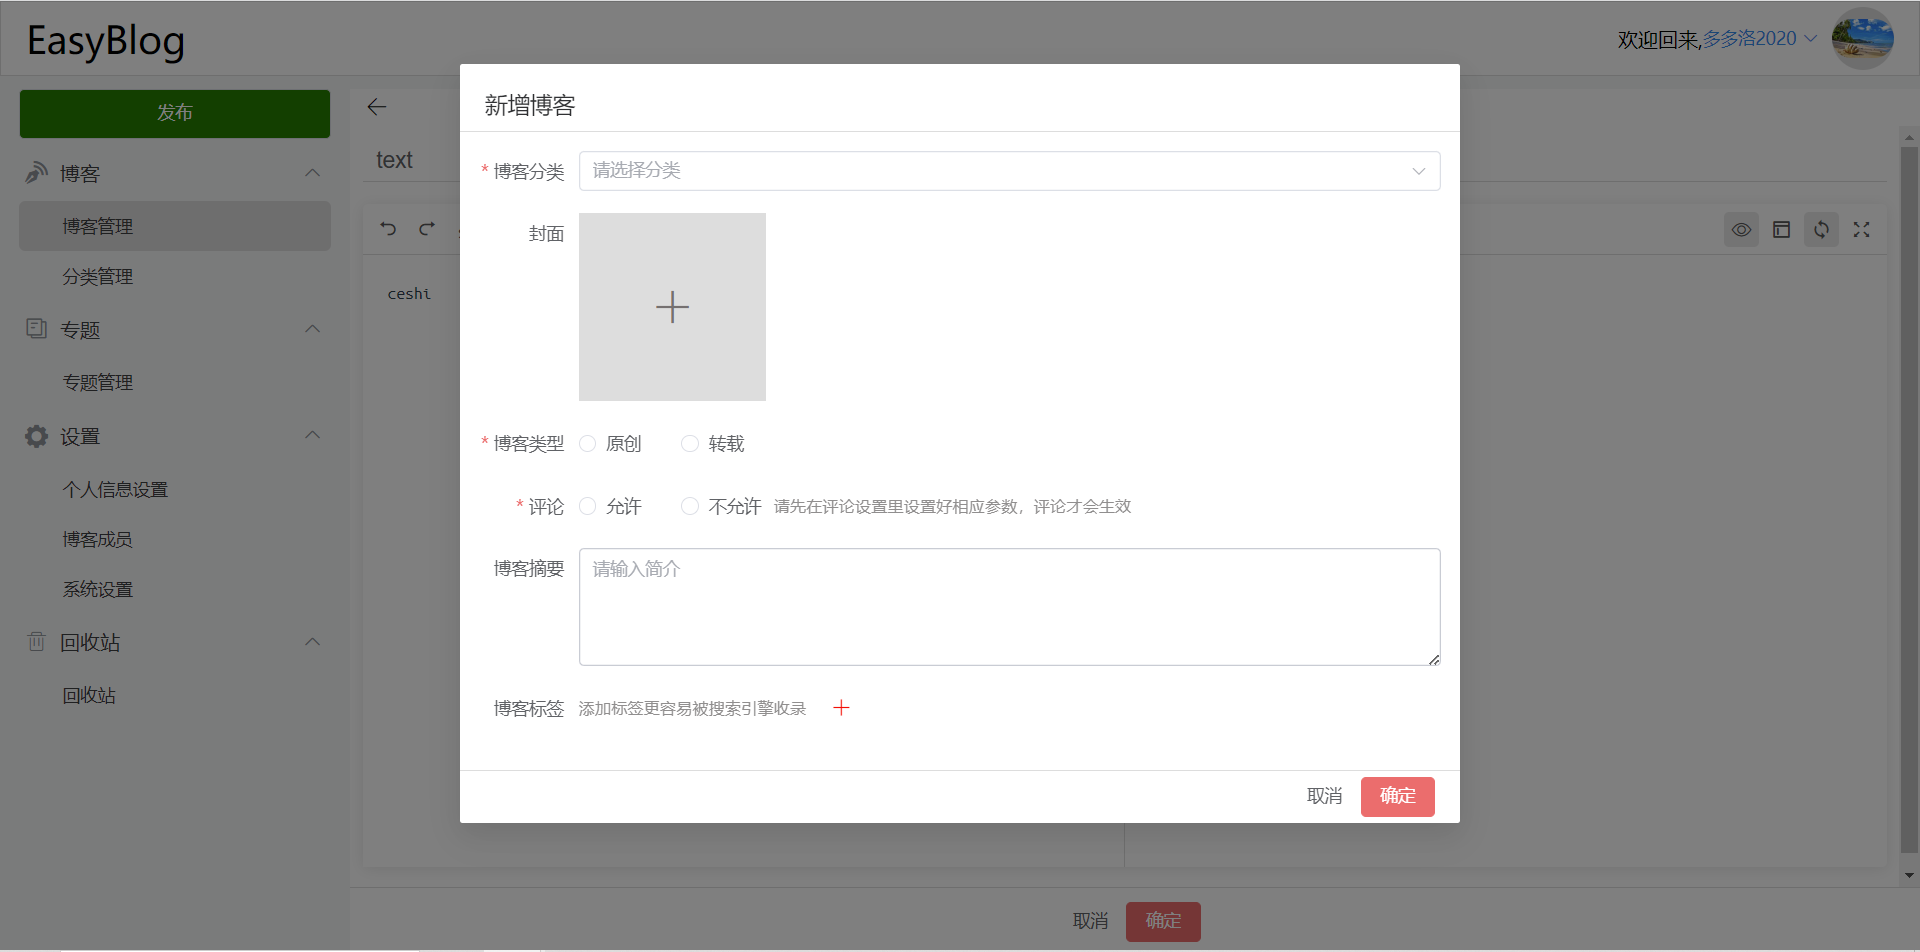 EasyBlog
欢迎回来,多多洛2020
发布
博客
博客管理
分类管理
专题
专题管理
设置
个人信息设置
博客成员
系统设置
回收站
回收站
text
ceshi
新增博客
* 博客分类 请选择分类
封面
* 博客类型 原创 转载
* 评论 允许 不允许 请先在评论设置里设置好相应参数，评论才会生效
博客摘要 请输入简介
博客标签 添加标签更容易被搜索引擎收录
取消 确定
取消 确定